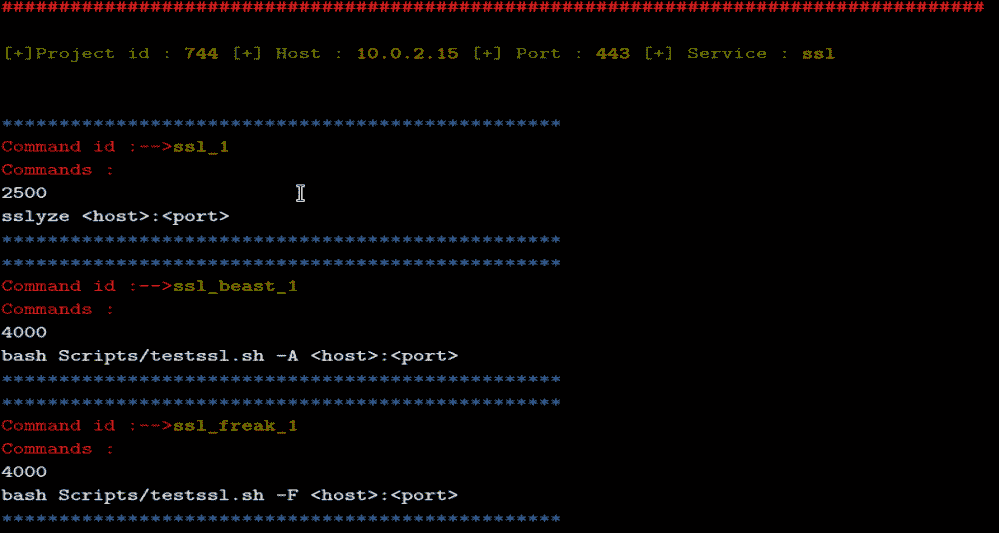 ##########################################################################################
[+]Project id : 744 [+] Host : 10.0.2.15 [+] Port : 443 [+] Service : ssl
*************************************************
Command id :-->ssl_1
Commands :
2500
sslyze <host>:<port>
*************************************************
*************************************************
Command id :-->ssl_beast_1
Commands :
4000
bash Scripts/testssl.sh -A <host>:<port>
*************************************************
*************************************************
Command id :-->ssl_freak_1
Commands :
4000
bash Scripts/testssl.sh -F <host>:<port>
*************************************************